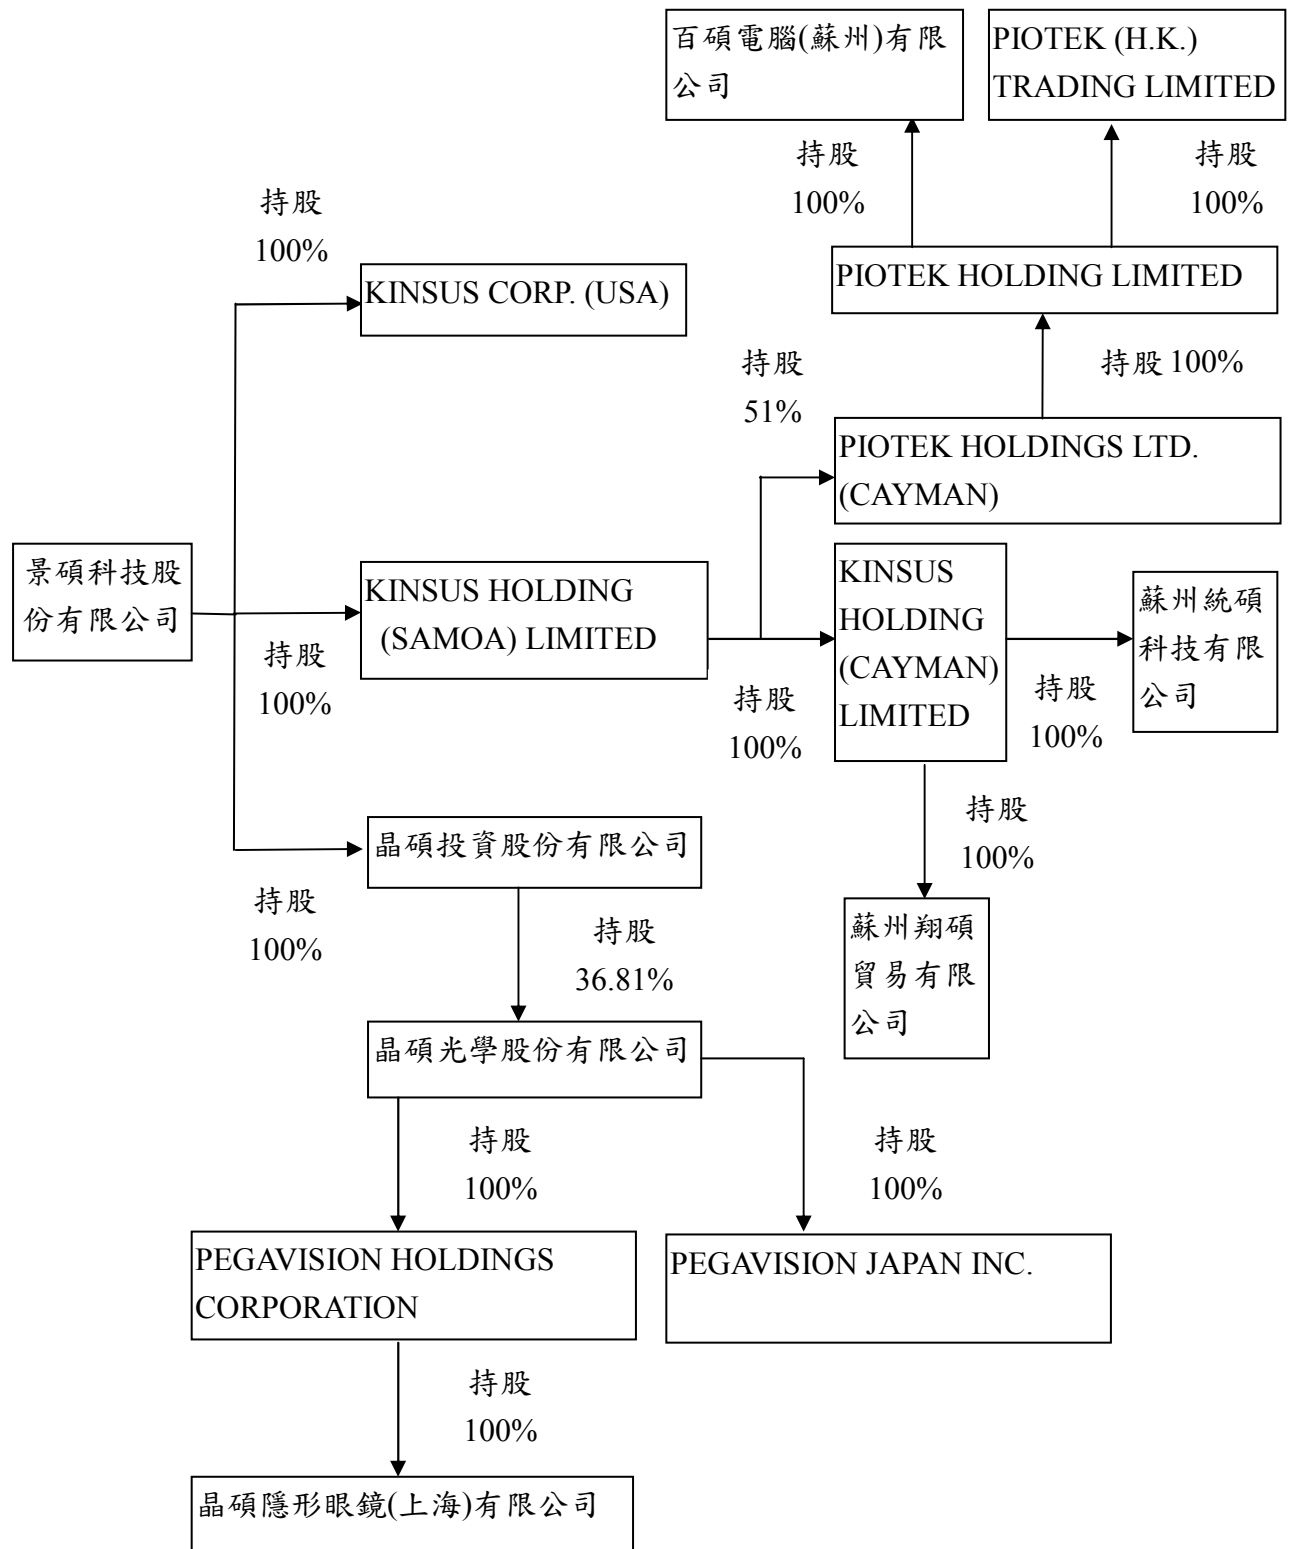 百碩電腦(蘇州)有限
公司
PIOTEK (H.K.)
TRADING LIMITED
持股
100%
持股
100%
持股
100%
PIOTEK HOLDING LIMITED
KINSUS CORP. (USA)
持股
51%
持股 100%
PIOTEK HOLDINGS LTD.
(CAYMAN)
景碩科技股
份有限公司
KINSUS HOLDING
(SAMOA) LIMITED
KINSUS
HOLDING
(CAYMAN)
LIMITED
蘇州統碩
科技有限
公司
持股
100%
持股
100%
持股
100%
持股
100%
晶碩投資股份有限公司
持股
100%
持股
36.81%
蘇州翔碩
貿易有限
公司
晶碩光學股份有限公司
持股
100%
持股
100%
PEGAVISION HOLDINGS
CORPORATION
PEGAVISION JAPAN INC.
持股
100%
晶碩隱形眼鏡(上海)有限公司